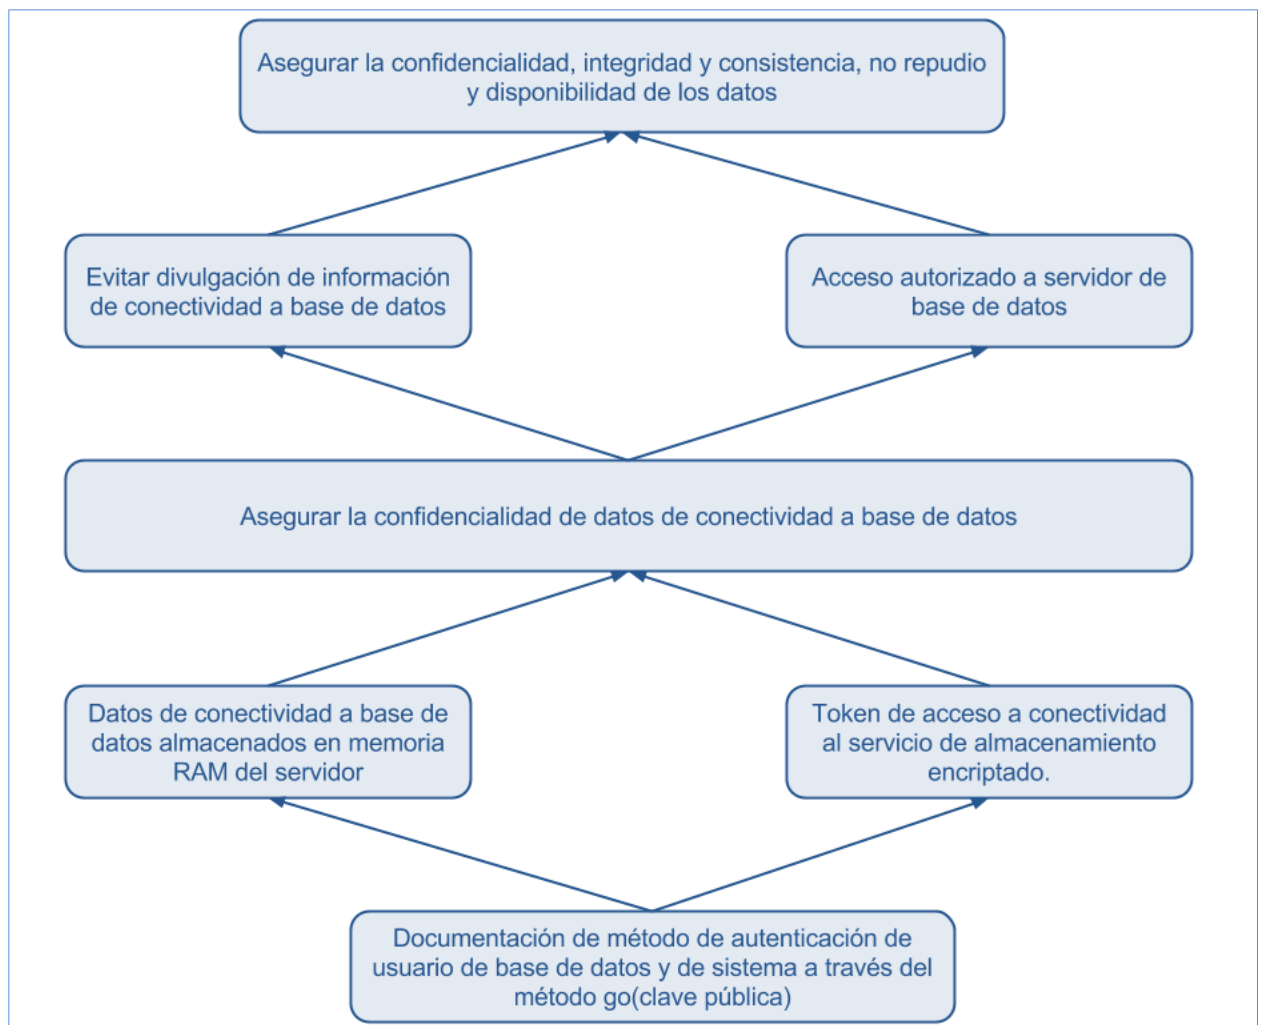 Asegurar la confidencialidad, integridad y consistencia, no repudio
y disponibilidad de los datos
Evitar divulgación de información
de conectividad a base de datos
Acceso autorizado a servidor de
base de datos
Asegurar la confidencialidad de datos de conectividad a base de datos
Datos de conectividad a base de
datos almacenados en memoria
RAM del servidor
Token de acceso a conectividad
al servicio de almacenamiento
encriptado.
Documentación de método de autenticación de
usuario de base de datos y de sistema a través del
método go(clave pública)